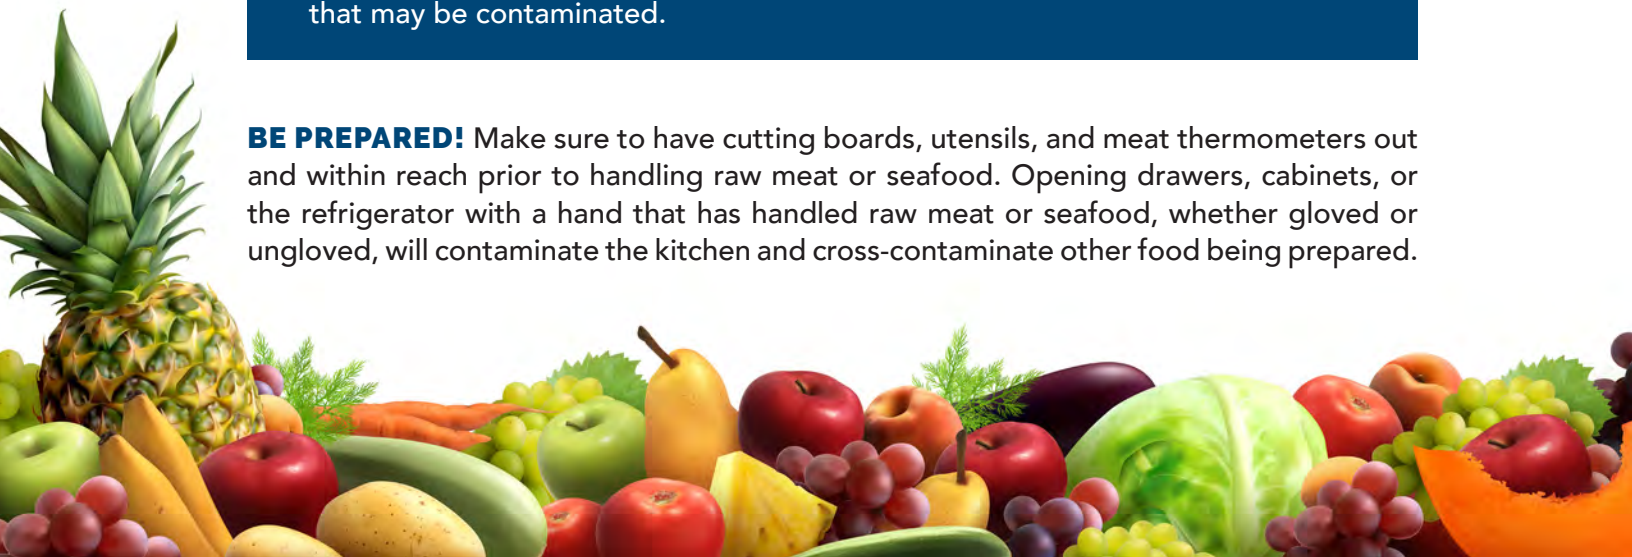 that may be contaminated.
BE PREPARED! Make sure to have cutting boards, utensils, and meat thermometers out
and within reach prior to handling raw meat or seafood. Opening drawers, cabinets, or
the refrigerator with a hand that has handled raw meat or seafood, whether gloved or
ungloved, will contaminate the kitchen and cross-contaminate other food being prepared.